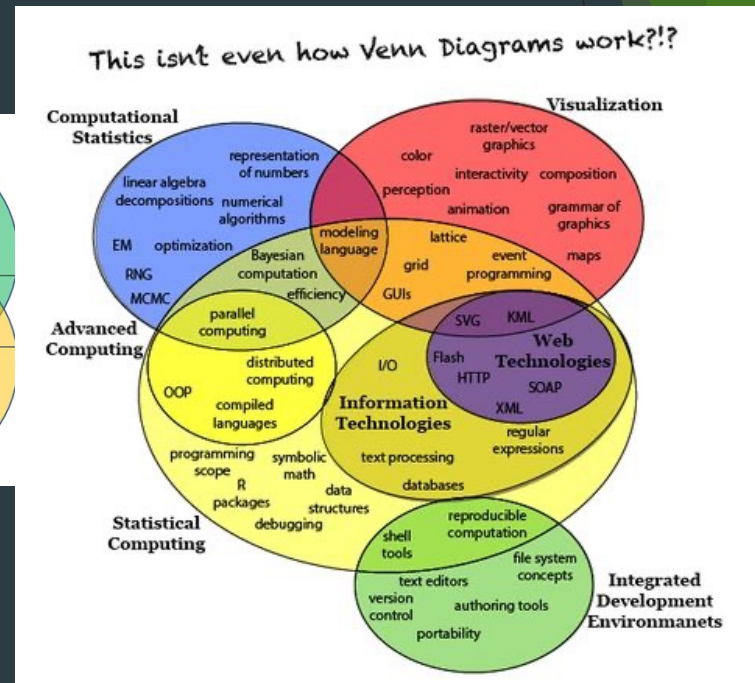 This isn't even how Venn Diagrams work?!?
Computational
Statistics
Visualization
representation
of numbers
linear algebra
decompositions
numerical
algorithms
EM
optimization
RNG
MCMC
raster/vector
graphics
color
perception
interactivity
composition
animation
grammar of
graphics
maps
modeling
language
lattice
grid
event
programming
GUIs
Bayesian
computation
efficiency
Advanced
Computing
parallel
computing
distributed
computing
OOP
compiled
languages
SVG
KML
Web
Technologies
Flash
HTTP
SOAP
XML
I/O
Information
Technologies
regular
expressions
text processing
databases
programming
scope
symbolic
math
R
packages
data
structures
debugging
Statistical
Computing
reproducible
computation
shell
tools
file system
concepts
text editors
version
control
authoring tools
portability
Integrated
Development
Environmanets